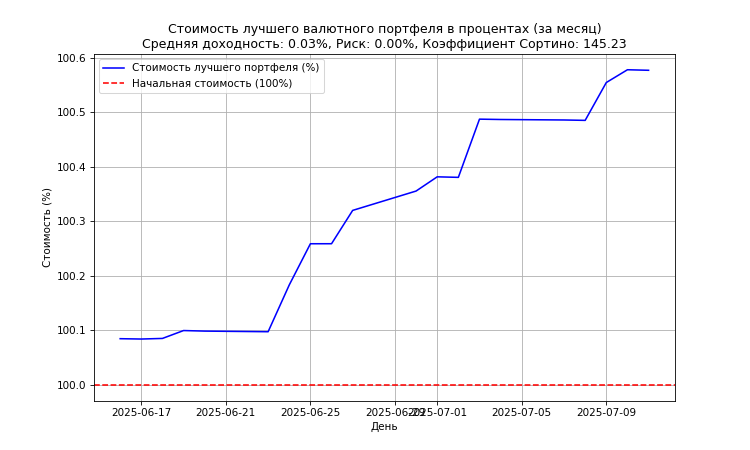 Стоимость лучшего валютного портфеля в процентах (за месяц)
Средняя доходность: 0.03%, Риск: 0.00%, Коэффициент Сортино: 145.23
Стоимость лучшего портфеля (%)
Начальная стоимость (100%)
Стоимость (%)
100.6
100.5
100.4
100.3
100.2
100.1
100.0
2025-06-17 2025-06-21 2025-06-25 2025-06-29 2025-07-01 2025-07-05 2025-07-09
День